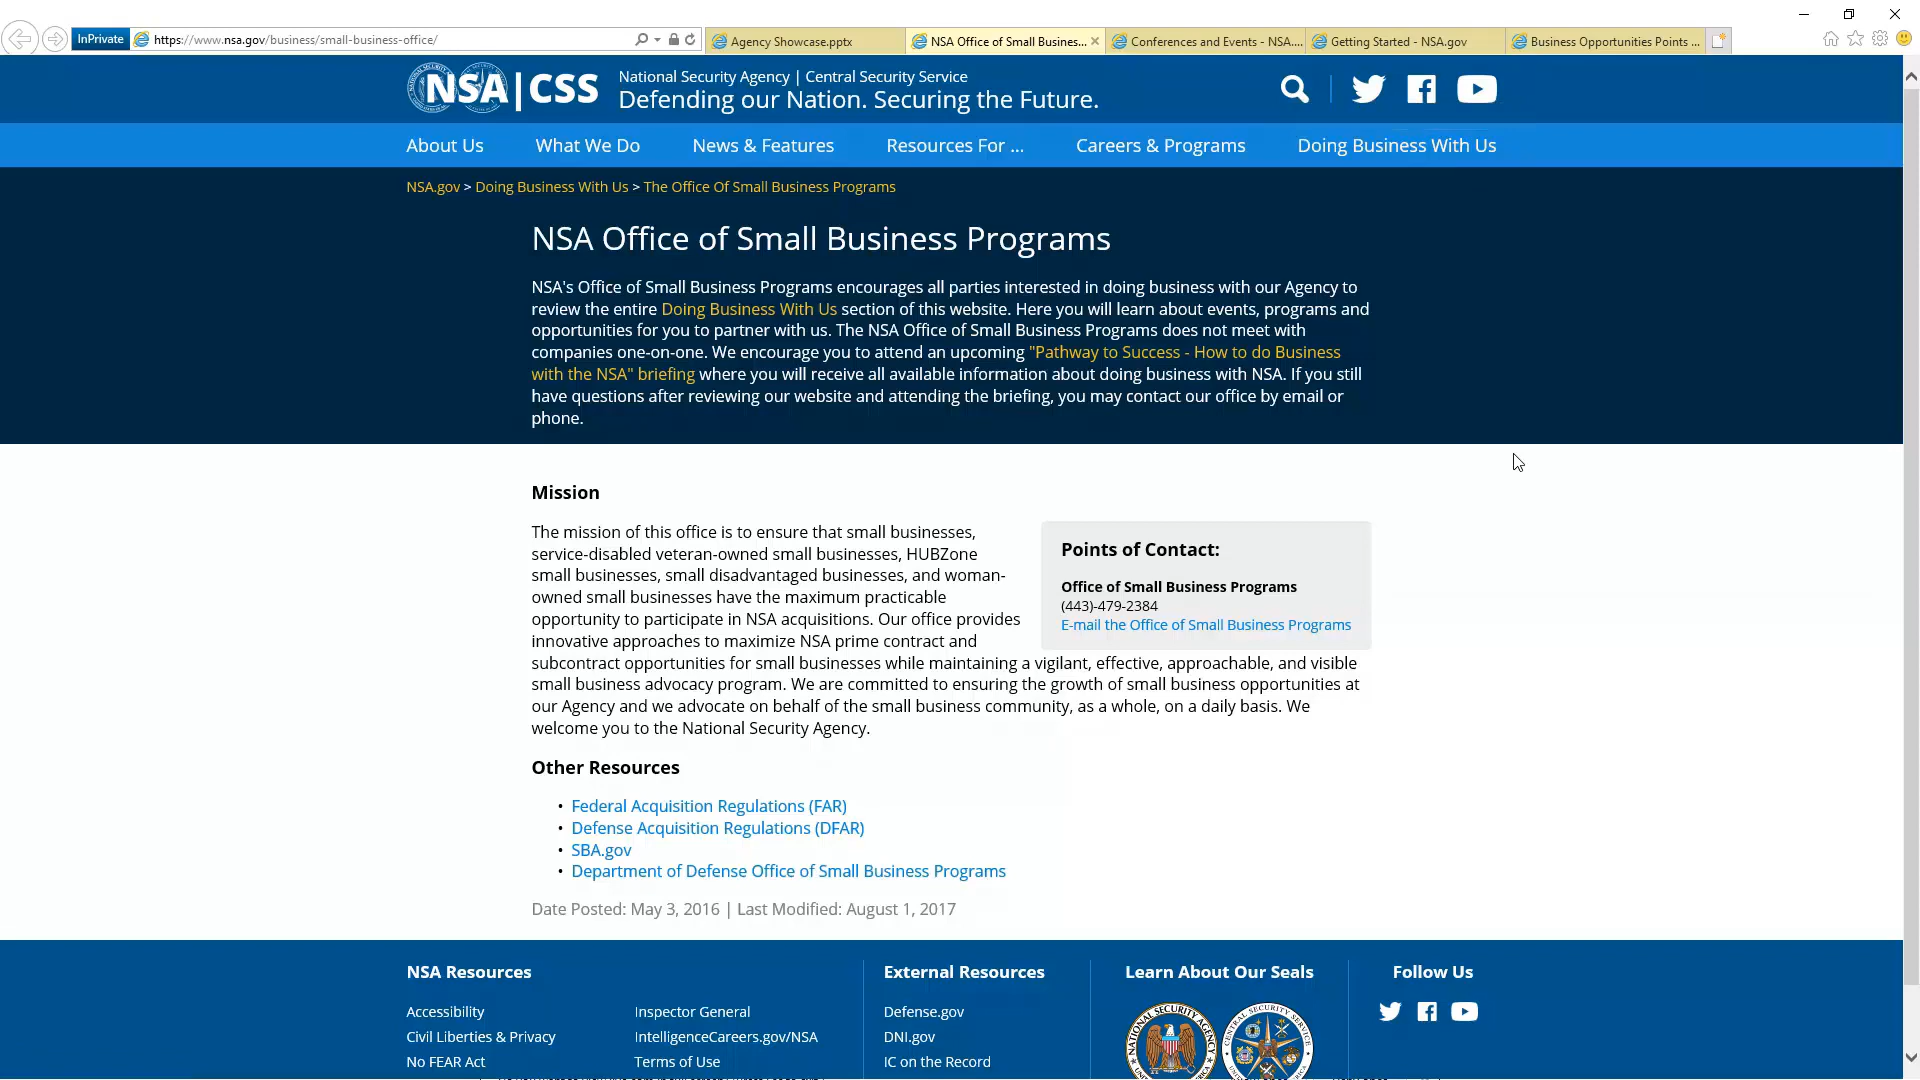 InPrivate https://www.nsa.gov/business/small-business-office/
Agency Showcase.pptx
NSA Office of Small Busines...
Conferences and Events - NSA....
Getting Started - NSA.gov
Business Opportunities Points ...
NSA|CSS
National Security Agency | Central Security Service
Defending our Nation. Securing the Future.
About Us What We Do News & Features Resources For ... Careers & Programs Doing Business With Us
NSA.gov > Doing Business With Us > The Office Of Small Business Programs
NSA Office of Small Business Programs
NSA's Office of Small Business Programs encourages all parties interested in doing business with our Agency to
review the entire Doing Business With Us section of this website. Here you will learn about events, programs and
opportunities for you to partner with us. The NSA Office of Small Business Programs does not meet with
companies one-on-one. We encourage you to attend an upcoming "Pathway to Success - How to do Business
with the NSA" briefing where you will receive all available information about doing business with NSA. If you still
have questions after reviewing our website and attending the briefing, you may contact our office by email or
phone.
Mission
The mission of this office is to ensure that small businesses,
service-disabled veteran-owned small businesses, HUBZone
small businesses, small disadvantaged businesses, and woman-
owned small businesses have the maximum practicable
opportunity to participate in NSA acquisitions. Our office provides
innovative approaches to maximize NSA prime contract and
subcontract opportunities for small businesses while maintaining a vigilant, effective, approachable, and visible
small business advocacy program. We are committed to ensuring the growth of small business opportunities at
our Agency and we advocate on behalf of the small business community, as a whole, on a daily basis. We
welcome you to the National Security Agency.
Points of Contact:
Office of Small Business Programs
(443)-479-2384
E-mail the Office of Small Business Programs
Other Resources
• Federal Acquisition Regulations (FAR)
• Defense Acquisition Regulations (DFAR)
• SBA.gov
• Department of Defense Office of Small Business Programs
Date Posted: May 3, 2016 | Last Modified: August 1, 2017
NSA Resources
Accessibility
Civil Liberties & Privacy
No FEAR Act
Inspector General
IntelligenceCareers.gov/NSA
Terms of Use
External Resources
Defense.gov
DNI.gov
IC on the Record
Learn About Our Seals
NATIONAL SECURITY AGENCY
CENTRAL SECURITY SERVICE
Follow Us